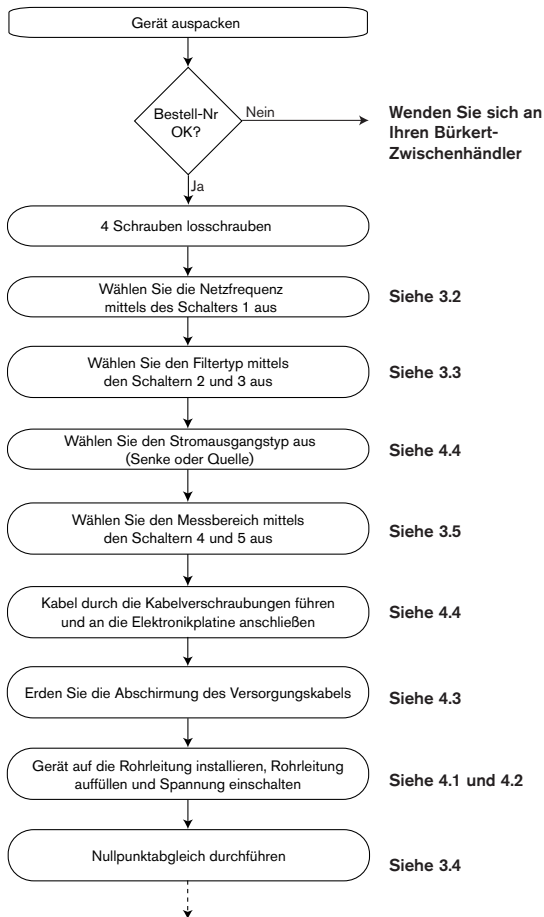 Gerät auspacken
Bestell-Nr
OK?
Nein
Wenden Sie sich an
Ihren Bürkert-
Zwischenhändler
Ja
4 Schrauben losschrauben
Wählen Sie die Netzfrequenz
mittels des Schalters 1 aus
Siehe 3.2
Wählen Sie den Filtertyp mittels
den Schaltern 2 und 3 aus
Siehe 3.3
Wählen Sie den Stromausgangstyp aus
(Senke oder Quelle)
Siehe 4.4
Wählen Sie den Messbereich mittels
den Schaltern 4 und 5 aus
Siehe 3.5
Kabel durch die Kabelverschraubungen führen
und an die Elektronikplatine anschließen
Siehe 4.4
Erden Sie die Abschirmung des Versorgungskabels
Siehe 4.3
Gerät auf die Rohrleitung installieren, Rohrleitung
auffüllen und Spannung einschalten
Siehe 4.1 und 4.2
Nullpunktabgleich durchführen
Siehe 3.4